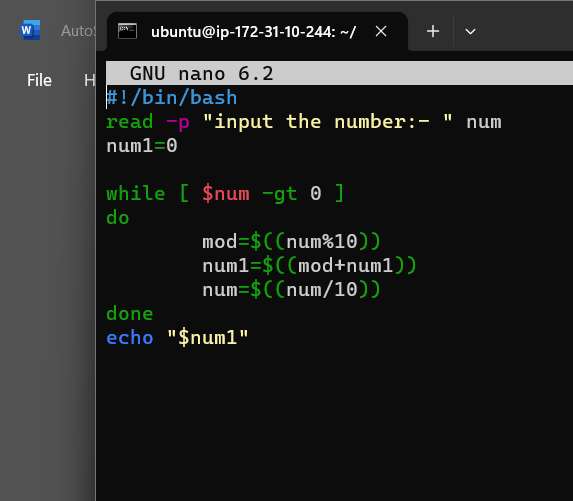 W AutoS
File H
ubuntu@ip-172-31-10-244: ~/
GNU nano 6.2
#!/bin/bash
read -p "input the number:- " num
num1=0
while [ $num -gt 0 ]
do
        mod=$((num%10))
        num1=$((mod+num1))
        num=$((num/10))
done
echo "$num1"